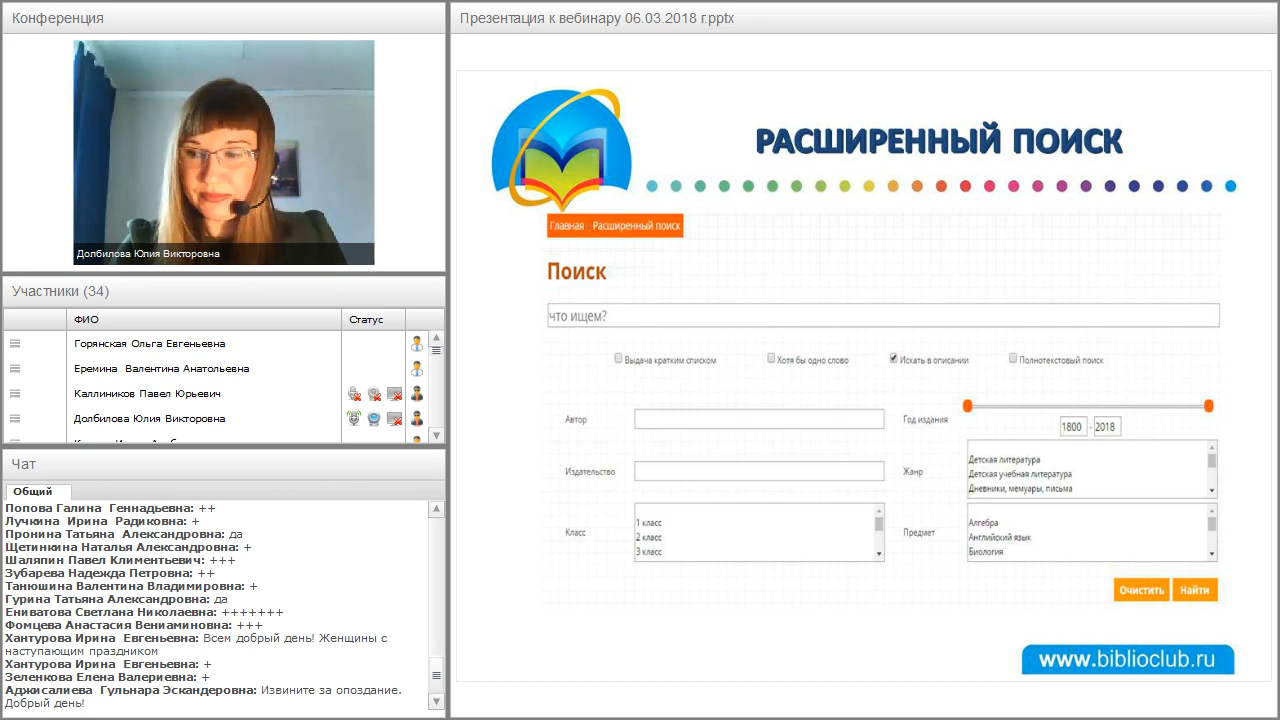 Конференция
Долбилова Юлия Викторовна
Участники (34)
ФИО
Статус
Горянская Ольга Евгеньевна
Еремина Валентина Анатольевна
Каллиников Павел Юрьевич
Долбилова Юлия Викторовна
Чат
Общий
Попова Галина Геннадьевна: ++
Лучкина Ирина Радиковна: +
Пронина Татьяна Александровна: да
Щетинкина Наталья Александровна: +
Шаляпин Павел Климентьевич: +++
Зубарева Надежда Петровна: ++
Танюшина Валентина Владимировна: +
Гурина Татьяна Александровна: да
Ениватова Светлана Николаевна: +++++++
Фомцева Анастасия Вениаминовна: +++
Хантурова Ирина Евгеньевна: Всем добрый день! Женщины с
наступающим праздником
Хантурова Ирина Евгеньевна: +
Зеленкова Елена Валериевна: +
Аджисалиева Гульнара Эскандеровна: Извините за опоздание.
Добрый день!
Презентация к вебинару 06.03.2018 г.pptx
РАСШИРЕННЫЙ ПОИСК
Главная Расширенный поиск
Поиск
что ищем?
Выдача кратким списком
Хотя бы одно слово
Искать в описании
Полнотекстовый поиск
Автор
Год издания
1800 - 2018
Издательство
Жанр
Детская литература
Детская учебная литература
Дневники, мемуары, письма
Класс
1 класс
2 класс
3 класс
Предмет
Алгебра
Английский язык
Биология
Очистить
Найти
www.biblioclub.ru